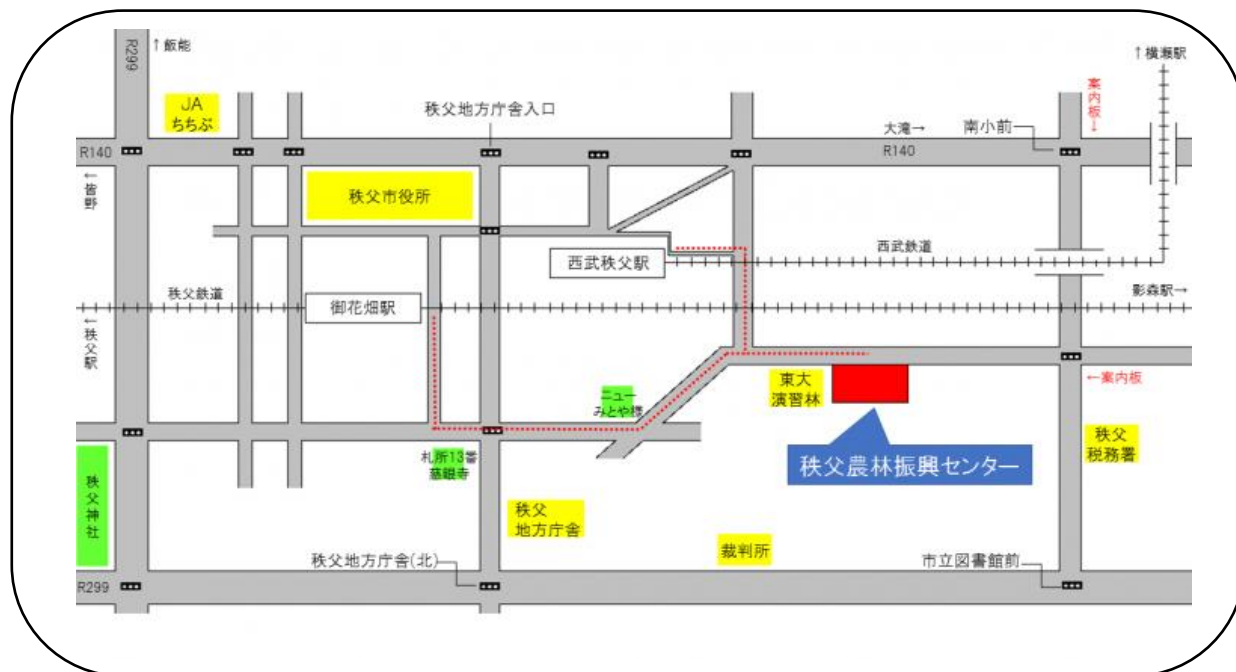 R299
↑飯能
↑横瀬駅
JA
ちちぶ
案内板↓
秩父地方庁舎入口
大滝→
南小前
R140
R140
←皆野
秩父市役所
西武鉄道
西武秩父駅
秩父鉄道
御花畑駅
影森駅→
←秩父駅
東大
演習林
←案内板
ニュー
みとや様
秩父
税務署
札所13番
慈眼寺
秩父農林振興センター
秩父神社
秩父
地方庁舎
裁判所
秩父地方庁舎(北)
市立図書館前
R299